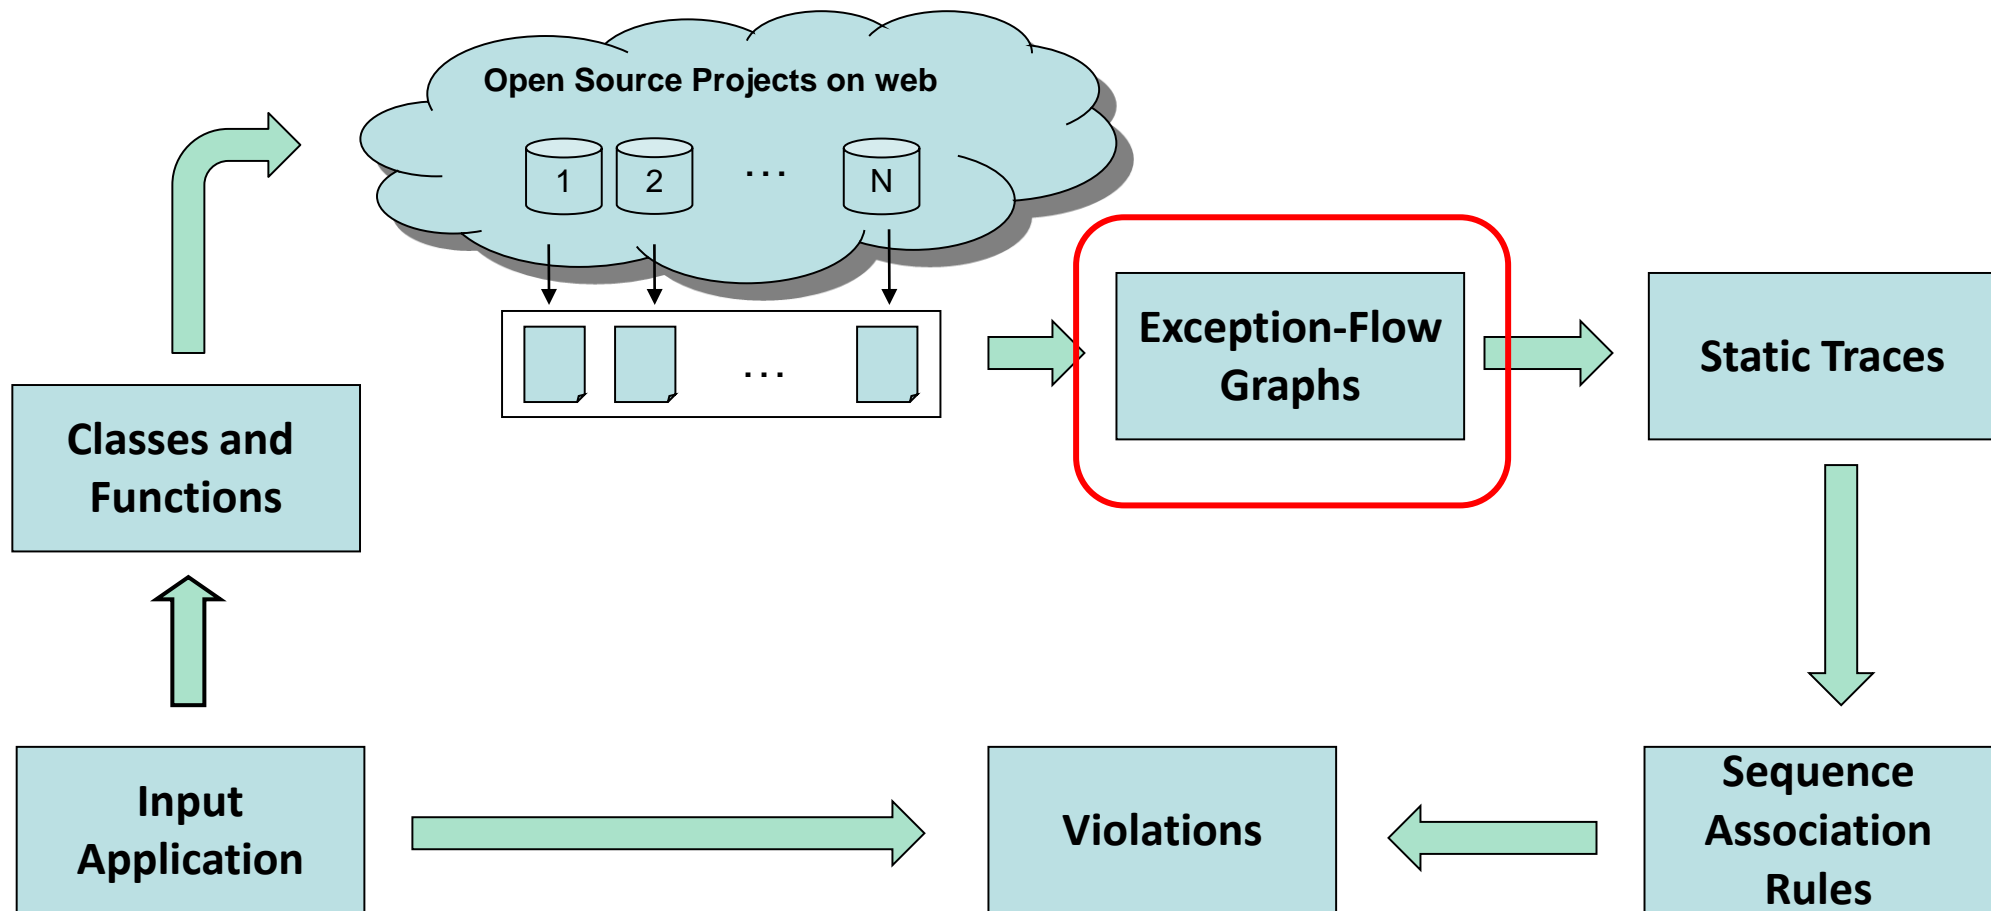 Open Source Projects on web
1 2 ... N
...
Exception-Flow
Graphs
Static Traces
Classes and
Functions
Input
Application
Violations
Sequence
Association
Rules